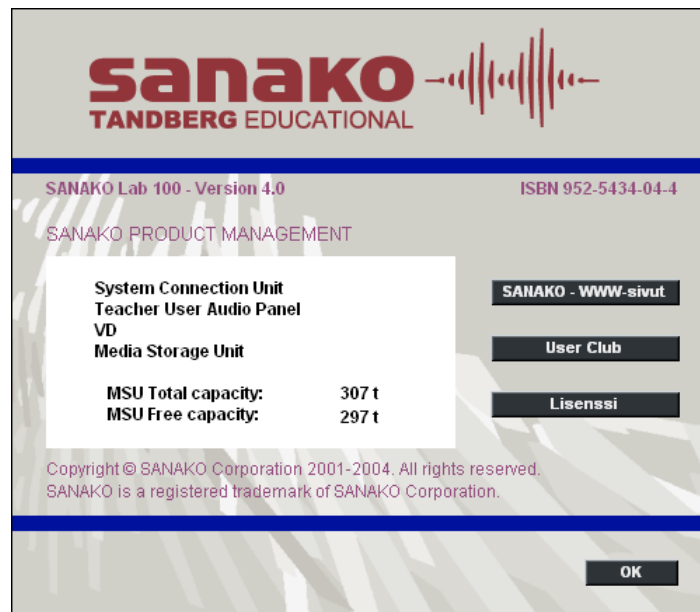 sanako
TANDBERG EDUCATIONAL
SANAKO Lab 100 - Version 4.0
ISBN 952-5434-04-4
SANAKO PRODUCT MANAGEMENT
System Connection Unit
Teacher User Audio Panel
VD
Media Storage Unit
MSU Total capacity: 307 t
MSU Free capacity: 297 t
SANAKO - WWW-sivut
User Club
Lisenssi
Copyright © SANAKO Corporation 2001-2004. All rights reserved.
SANAKO is a registered trademark of SANAKO Corporation.
OK